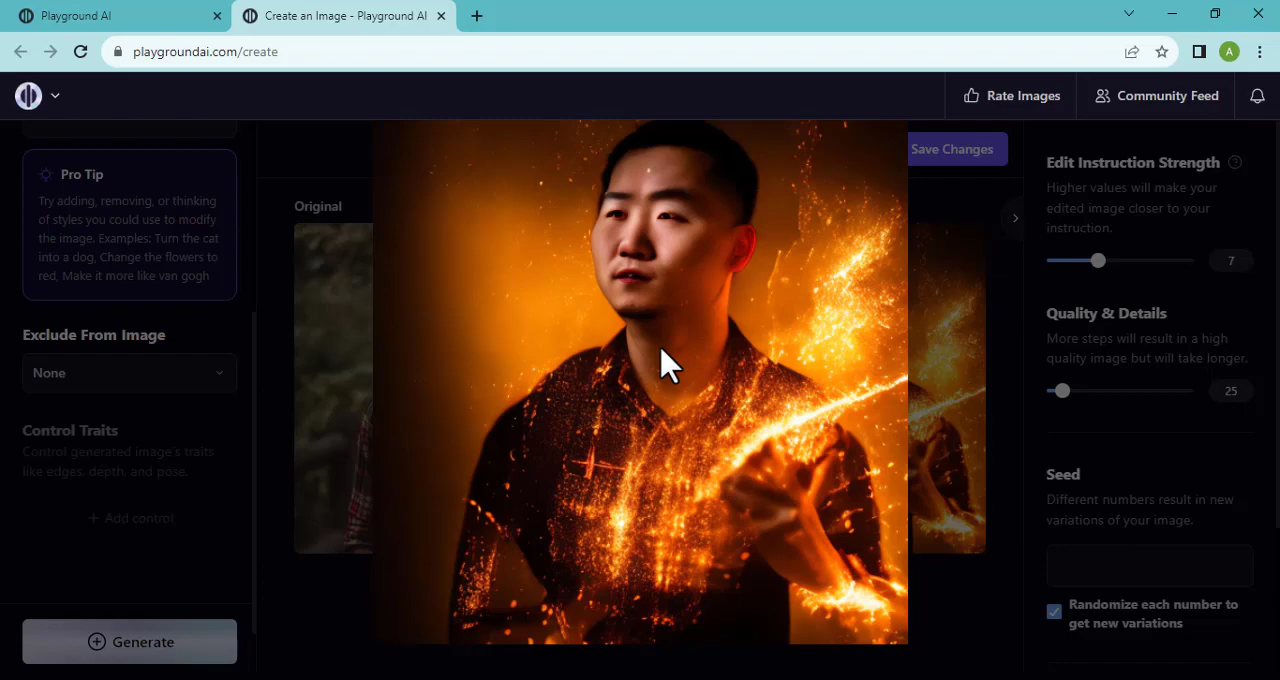 Playground AI
Create an Image - Playground AI
playgroundai.com/create
A
Rate Images
Community Feed
Pro Tip
Try adding, removing, or thinking
of styles you could use to modify
the image. Examples: Turn the cat
into a dog, Change the flowers to
red, Make it more like van gogh
Exclude From Image
None
Control Traits
Control generated image's traits
like edges, depth, and pose.
+ Add control
Generate
Original
Save Changes
Edit Instruction Strength
Higher values will make your
edited image closer to your
instruction.
7
Quality & Details
More steps will result in a high
quality image but will take longer.
25
Seed
Different numbers result in new
variations of your image.
Randomize each number to
get new variations